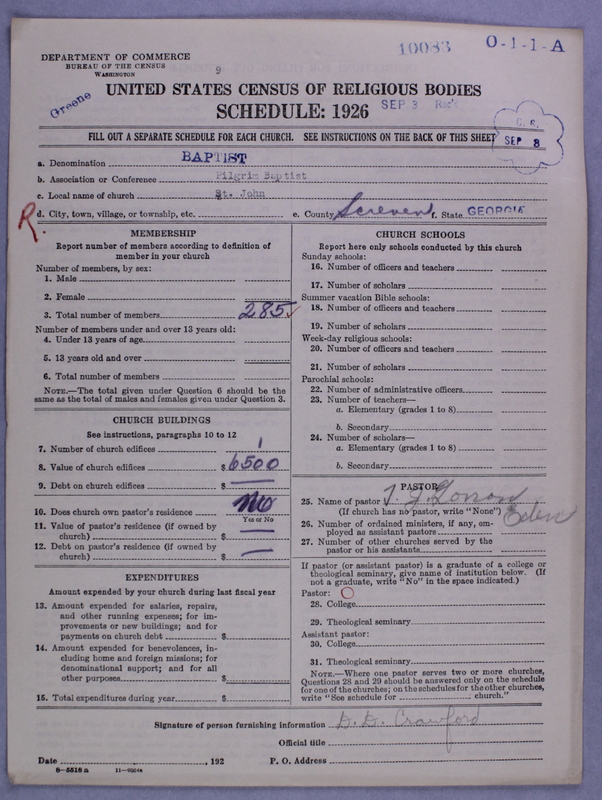 10083
O-1-1-A
DEPARTMENT OF COMMERCE
BUREAU OF THE CENSUS
WASHINGTON
9
UNITED STATES CENSUS OF RELIGIOUS BODIES
Greene
SCHEDULE: 1926
SEP 3 Rec'd
C. S.
FILL OUT A SEPARATE SCHEDULE FOR EACH CHURCH. SEE INSTRUCTIONS ON THE BACK OF THIS SHEET
SEP 8
a. Denomination BAPTIST
b. Association or Conference Pilgrim Baptist
c. Local name of church St. John
R. d. City, town, village, or township, etc. e. County Screven f. State GEORGIA
MEMBERSHIP
Report number of members according to definition of
member in your church
Number of members, by sex:
1. Male
2. Female
3. Total number of members 285
Number of members under and over 13 years old:
4. Under 13 years of age
5. 13 years old and over
6. Total number of members
NOTE.—The total given under Question 6 should be the
same as the total of males and females given under Question 3.
CHURCH BUILDINGS
See instructions, paragraphs 10 to 12
7. Number of church edifices 1
8. Value of church edifices $ 6500
9. Debt on church edifices $ —
10. Does church own pastor's residence No
Yes or No
11. Value of pastor's residence (if owned by
church) $ —
12. Debt on pastor's residence (if owned by
church) $ —
EXPENDITURES
Amount expended by your church during last fiscal year
13. Amount expended for salaries, repairs,
and other running expenses; for im-
provements or new buildings; and for
payments on church debt $
14. Amount expended for benevolences, in-
cluding home and foreign missions; for
denominational support; and for all
other purposes $
15. Total expenditures during year $
CHURCH SCHOOLS
Report here only schools conducted by this church
Sunday schools:
16. Number of officers and teachers
17. Number of scholars
Summer vacation Bible schools:
18. Number of officers and teachers
19. Number of scholars
Week-day religious schools:
20. Number of officers and teachers
21. Number of scholars
Parochial schools:
22. Number of administrative officers
23. Number of teachers—
a. Elementary (grades 1 to 8)
b. Secondary
24. Number of scholars—
a. Elementary (grades 1 to 8)
b. Secondary
PASTOR
25. Name of pastor
(If church has no pastor, write "None") Eden
26. Number of ordained ministers, if any, em-
ployed as assistant pastors
27. Number of other churches served by the
pastor or his assistants
If pastor (or assistant pastor) is a graduate of a college or
theological seminary, give name of institution below. (If
not a graduate, write "No" in the space indicated.)
Pastor:
28. College
29. Theological seminary
Assistant pastor:
30. College
31. Theological seminary
NOTE.—Where one pastor serves two or more churches,
Questions 28 and 29 should be answered only on the schedule
for one of the churches; on the schedules for the other churches,
write "See schedule for church."
Signature of person furnishing information D. D. Crawford
Official title
Date , 192 P. O. Address
8—5518 a